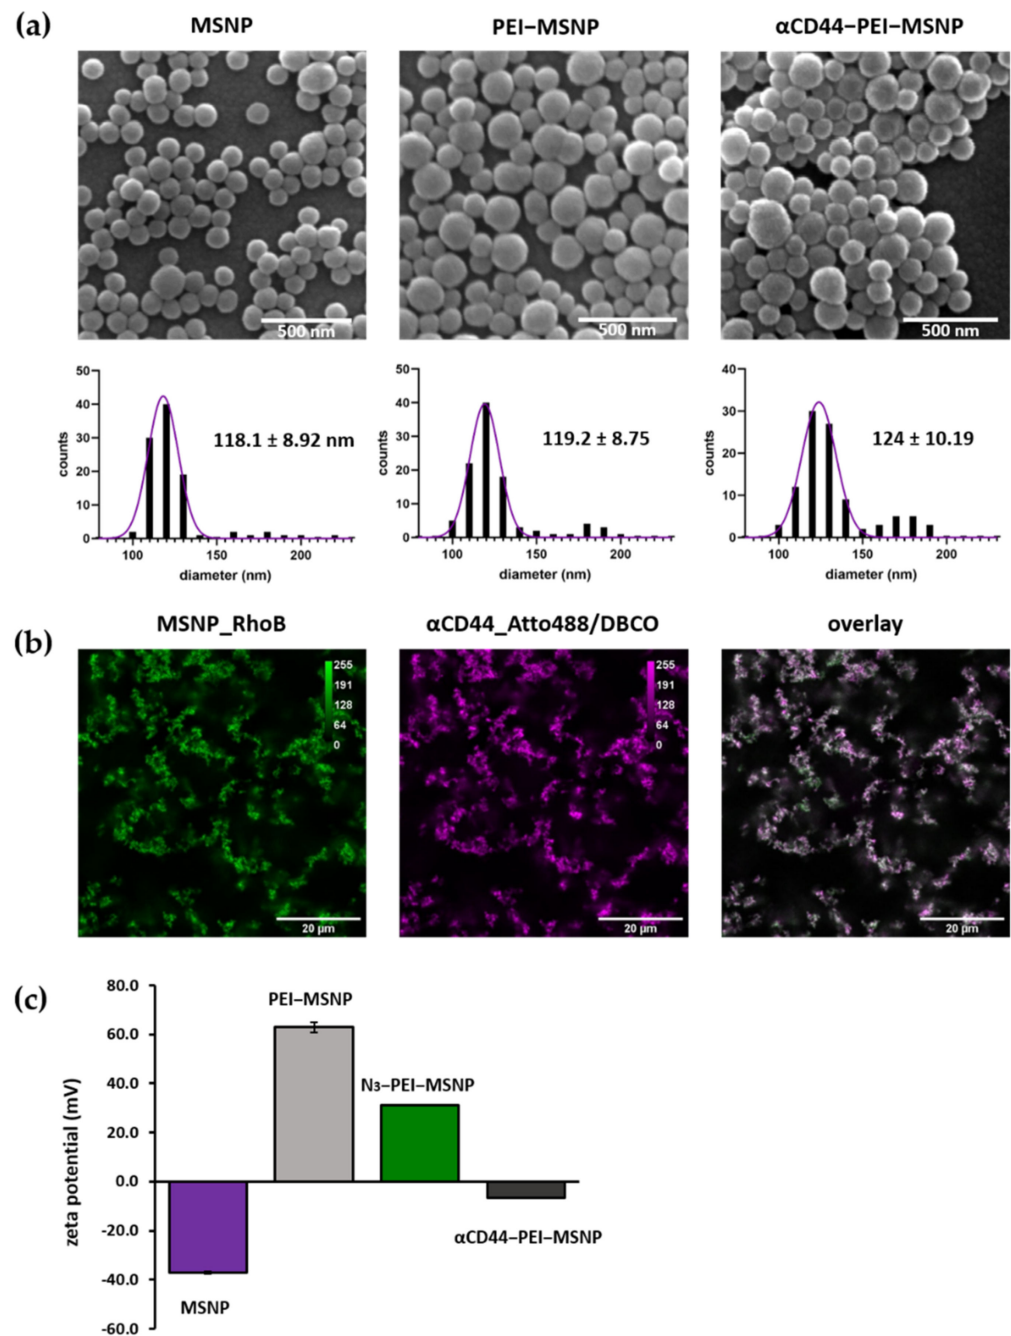 (a)
MSNP
PEI−MSNP
αCD44−PEI−MSNP
500 nm
500 nm
500 nm
50
40
30
20
10
0
counts
118.1 ± 8.92 nm
100
150
200
diameter (nm)
50
40
30
20
10
0
counts
119.2 ± 8.75
100
150
200
diameter (nm)
40
30
20
10
0
counts
124 ± 10.19
100
150
200
diameter (nm)
(b)
MSNP_RhoB
αCD44_Atto488/DBCO
overlay
255
191
128
64
0
20 µm
255
191
128
64
0
20 µm
20 µm
(c)
zeta potential (mV)
80.0
60.0
40.0
20.0
0.0
-20.0
-40.0
-60.0
PEI−MSNP
N₃−PEI−MSNP
αCD44−PEI−MSNP
MSNP